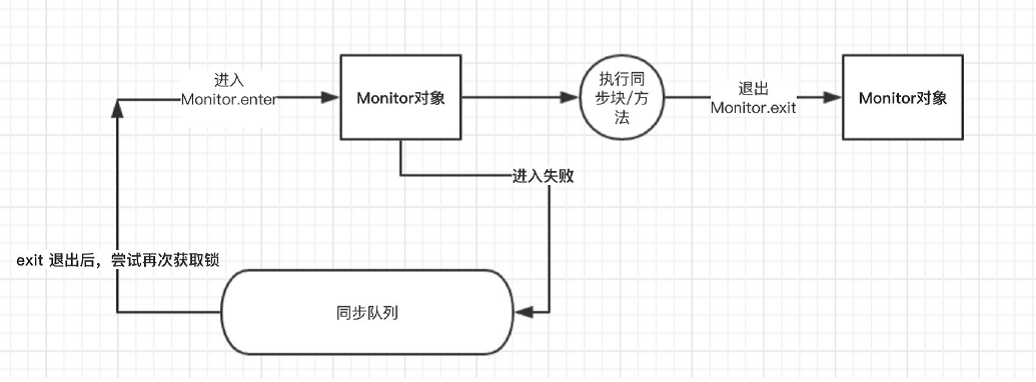 进入
Monitor.enter
Monitor对象
执行同
步块/方
法
退出
Monitor.exit
Monitor对象
进入失败
exit 退出后，尝试再次获取锁
同步队列